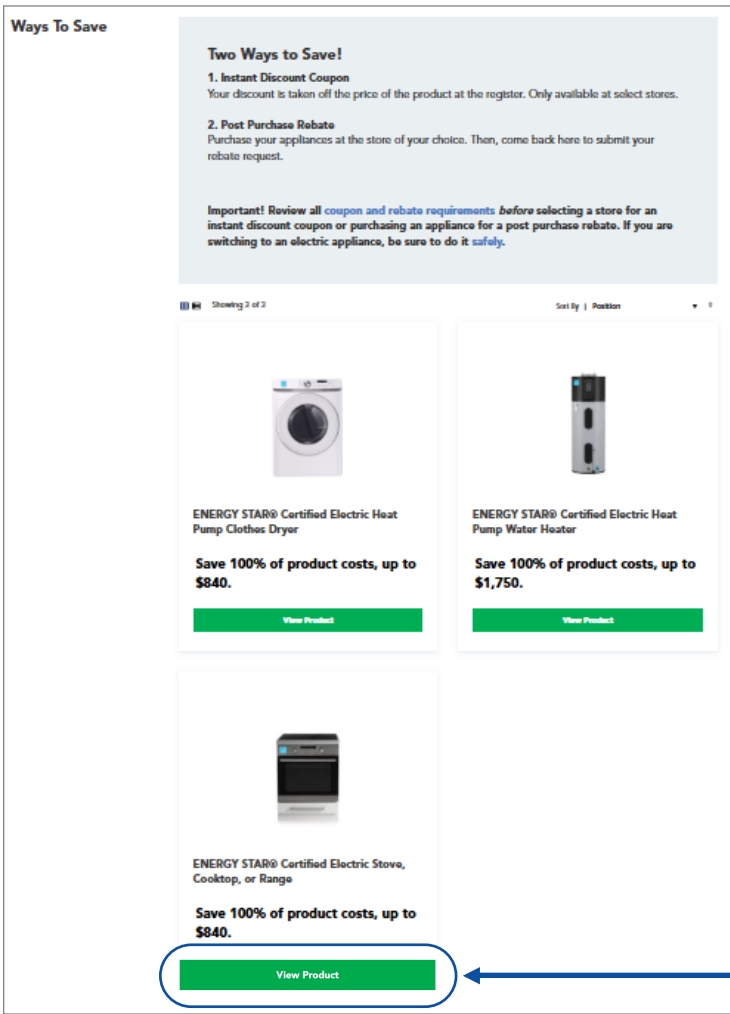 Ways To Save
Two Ways to Save!
1. Instant Discount Coupon
Your discount is taken off the price of the product at the register. Only available at select stores.
2. Post Purchase Rebate
Purchase your appliances at the store of your choice. Then, come back here to submit your
rebate request.
Important! Review all coupon and rebate requirements before selecting a store for an
instant discount coupon or purchasing an appliance for a post purchase rebate. If you are
switching to an electric appliance, be sure to do it safely.
Showing 3 of 3
Sort By | Position
ENERGY STAR® Certified Electric Heat
Pump Clothes Dryer
Save 100% of product costs, up to
$840.
View Product
ENERGY STAR® Certified Electric Heat
Pump Water Heater
Save 100% of product costs, up to
$1,750.
View Product
ENERGY STAR® Certified Electric Stove,
Cooktop, or Range
Save 100% of product costs, up to
$840.
View Product